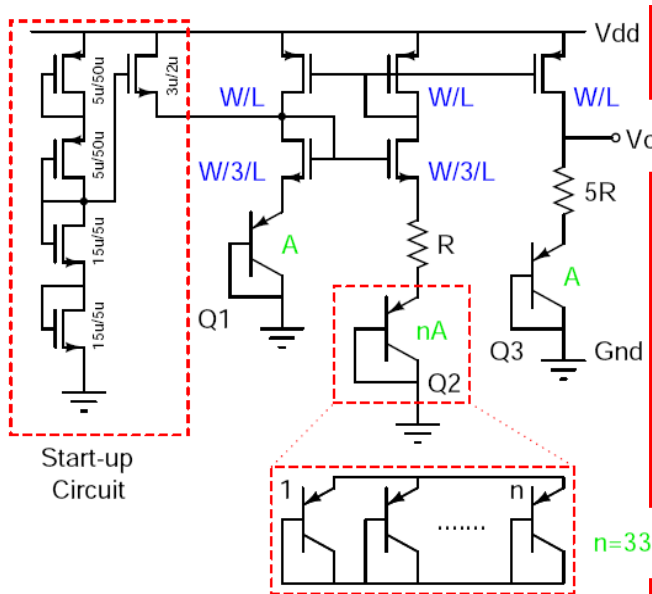 Vdd
5u/50u
3u/2u
W/L
W/L
W/L
5u/50u
W/3/L
W/3/L
5R
15u/5u
A
R
A
15u/5u
Q1
nA
Q3
Gnd
Q2
Start-up
Circuit
1
n
.......
n=33